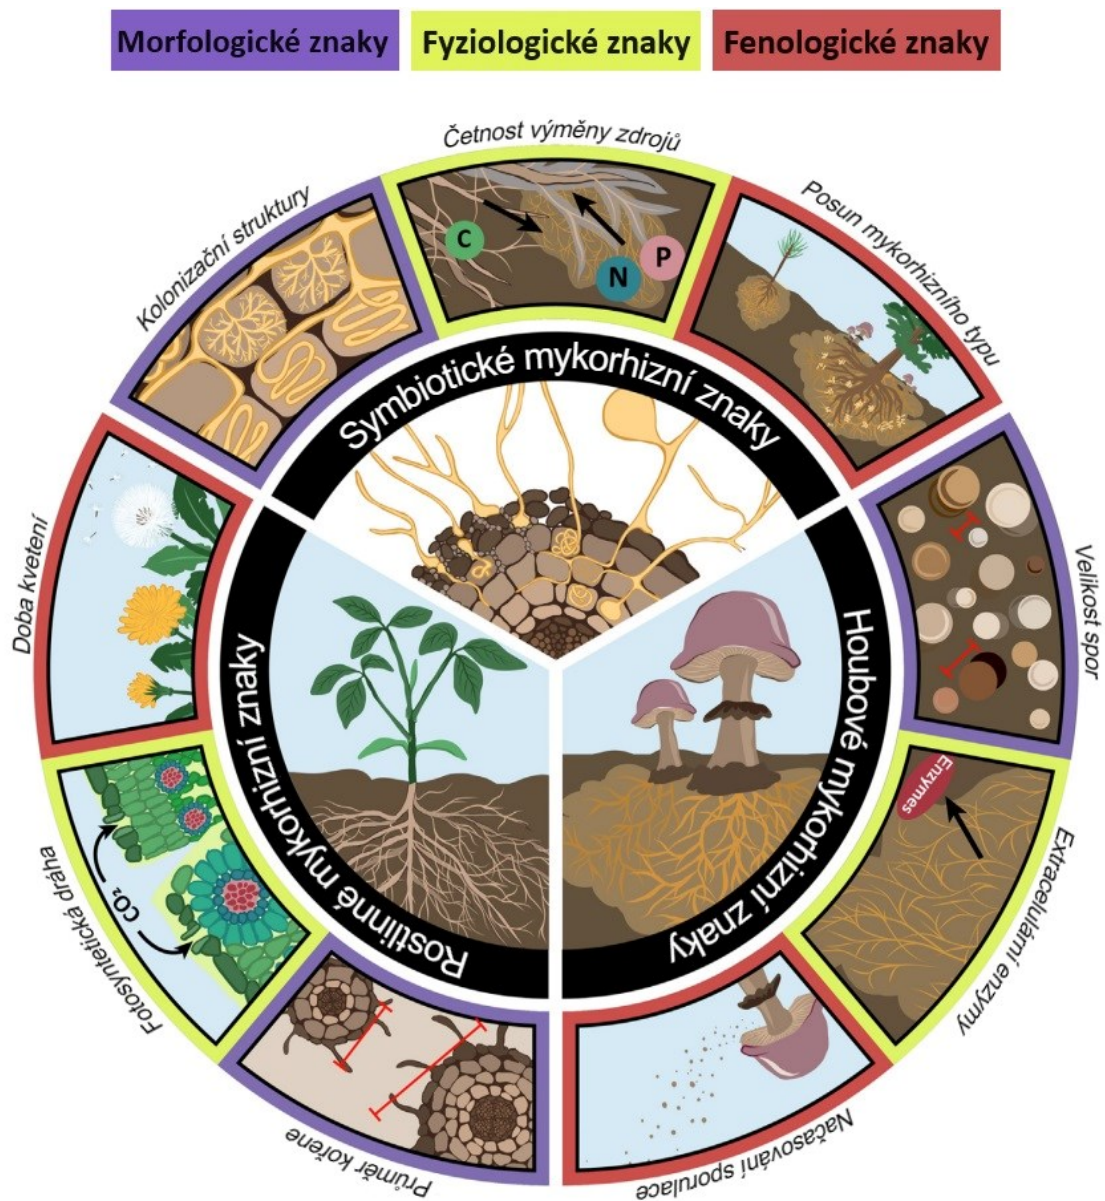 Morfologické znaky
Fyziologické znaky
Fenologické znaky
Četnost výměny zdrojů
Kolonizační struktury
Posun mykorhizního typu
C
N
P
Symbiotické mykorhizní znaky
Doba kvetení
Velikost spor
Rostlinné mykorhizní znaky
Houbové mykorhizní znaky
Enzymes
CO₂
Fotosyntetická dráha
Extracelulární enzymy
Průměr kořene
Načasování sporulace